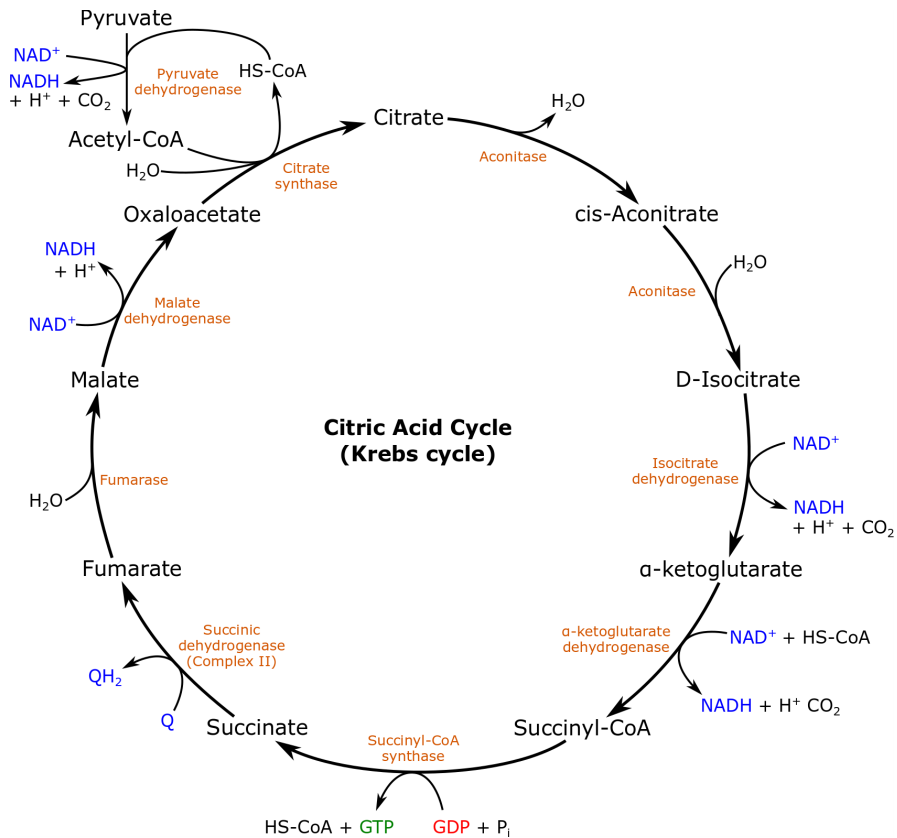 Pyruvate
NAD⁺
NADH
+ H⁺ + CO₂
Pyruvate
dehydrogenase
HS-CoA
Acetyl-CoA
H₂O
Citrate
synthase
Citrate
H₂O
Aconitase
cis-Aconitrate
H₂O
Aconitase
D-Isocitrate
NAD⁺
Isocitrate
dehydrogenase
NADH
+ H⁺ + CO₂
α-ketoglutarate
α-ketoglutarate
dehydrogenase
NAD⁺ + HS-CoA
NADH + H⁺ CO₂
Succinyl-CoA
Succinyl-CoA
synthase
HS-CoA + GTP
GDP + Pᵢ
Succinate
Succinic
dehydrogenase
(Complex II)
QH₂
Q
Fumarate
Fumarase
H₂O
Malate
Malate
dehydrogenase
NAD⁺
NADH
+ H⁺
Oxaloacetate
Citric Acid Cycle
(Krebs cycle)